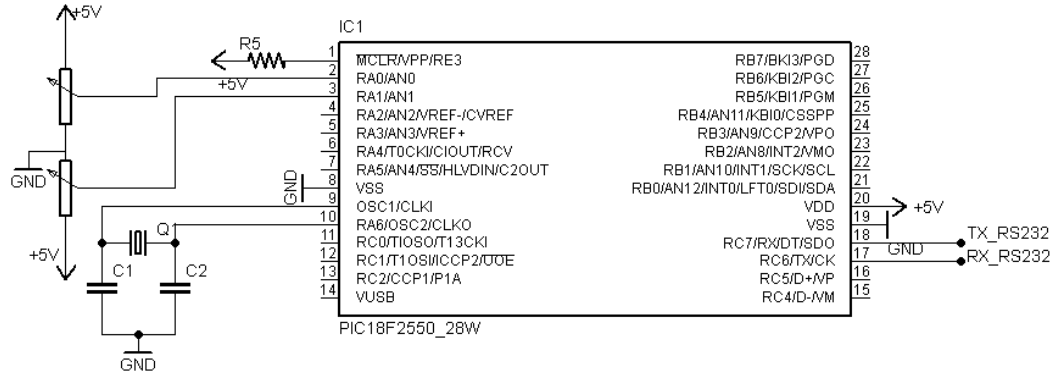 +5V
IC1
R5
+5V
1 MCLR/VPP/RE3
2 RA0/AN0
3 RA1/AN1
4 RA2/AN2/VREF-/CVREF
5 RA3/AN3/VREF+
6 RA4/T0CKI/CIOUT/RCV
7 RA5/AN4/SS/HLVDIN/C2OUT
8 VSS
9 OSC1/CLKI
10 RA6/OSC2/CLKO
11 RC0/TIOSO/T13CKI
12 RC1/T1OSI/ICCP2/UOE
13 RC2/CCP1/P1A
14 VUSB
RB7/BKI3/PGD 28
RB6/KBI2/PGC 27
RB5/KBI1/PGM 26
RB4/AN11/KBI0/CSSPP 25
RB3/AN9/CCP2/VPO 24
RB2/AN8/INT2/VMO 23
RB1/AN10/INT1/SCK/SCL 22
RB0/AN12/INT0/LFT0/SDI/SDA 21
VDD 20
VSS 19
RC7/RX/DT/SDO 18
RC6/TX/CK 17
RC5/D+/VP 16
RC4/D-/VM 15
+5V
GND
TX_RS232
RX_RS232
GND
GND
Q
+5V
C1
C2
GND
PIC18F2550_28W